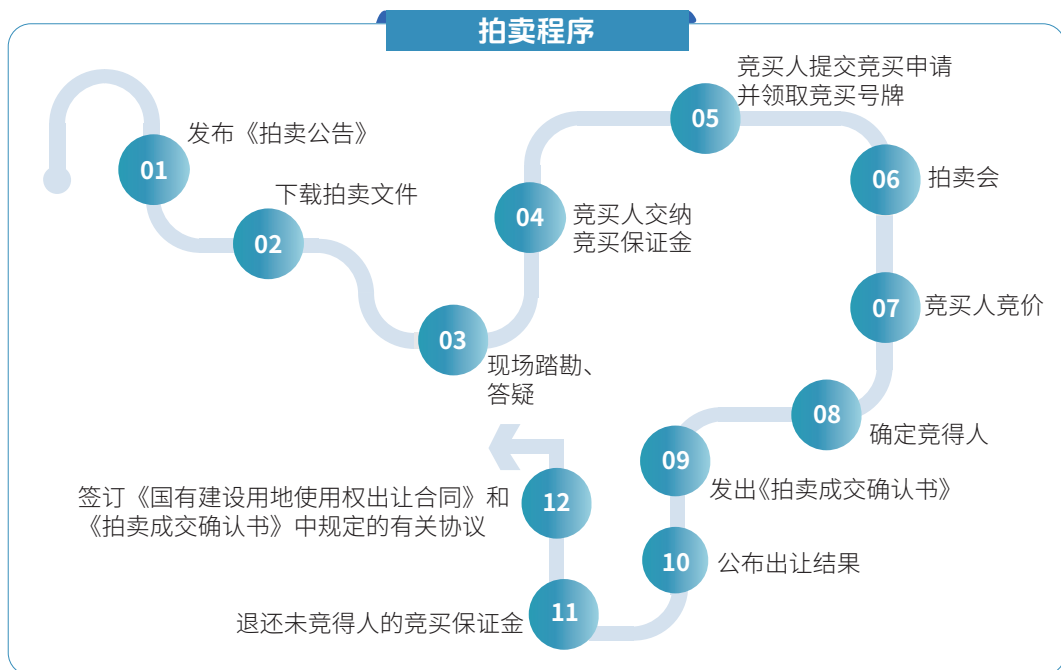 拍卖程序
01
发布《拍卖公告》
02
下载拍卖文件
03
现场踏勘、
答疑
04
竞买人交纳
竞买保证金
05
竞买人提交竞买申请
并领取竞买号牌
06
拍卖会
07
竞买人竞价
08
确定竞得人
09
发出《拍卖成交确认书》
10
公布出让结果
11
退还未竞得人的竞买保证金
12
签订《国有建设用地使用权出让合同》和
《拍卖成交确认书》中规定的有关协议